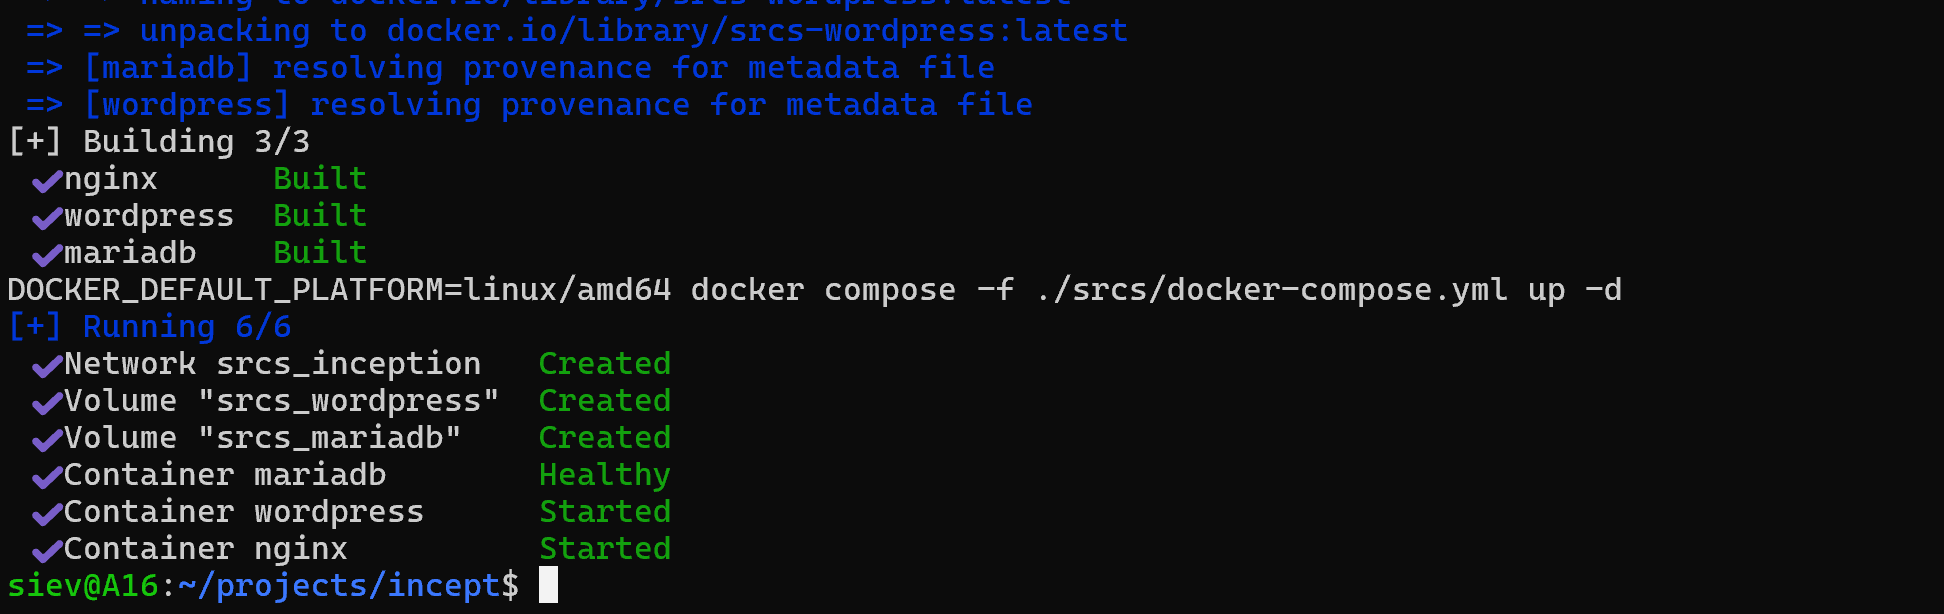 => => naming to docker.io/library/srcs-wordpress:latest
=> => unpacking to docker.io/library/srcs-wordpress:latest
=> [mariadb] resolving provenance for metadata file
=> [wordpress] resolving provenance for metadata file
[+] Building 3/3
✔nginx Built
✔wordpress Built
✔mariadb Built
DOCKER_DEFAULT_PLATFORM=linux/amd64 docker compose -f ./srcs/docker-compose.yml up -d
[+] Running 6/6
✔Network srcs_inception Created
✔Volume "srcs_wordpress" Created
✔Volume "srcs_mariadb" Created
✔Container mariadb Healthy
✔Container wordpress Started
✔Container nginx Started
siev@A16:~/projects/incept$